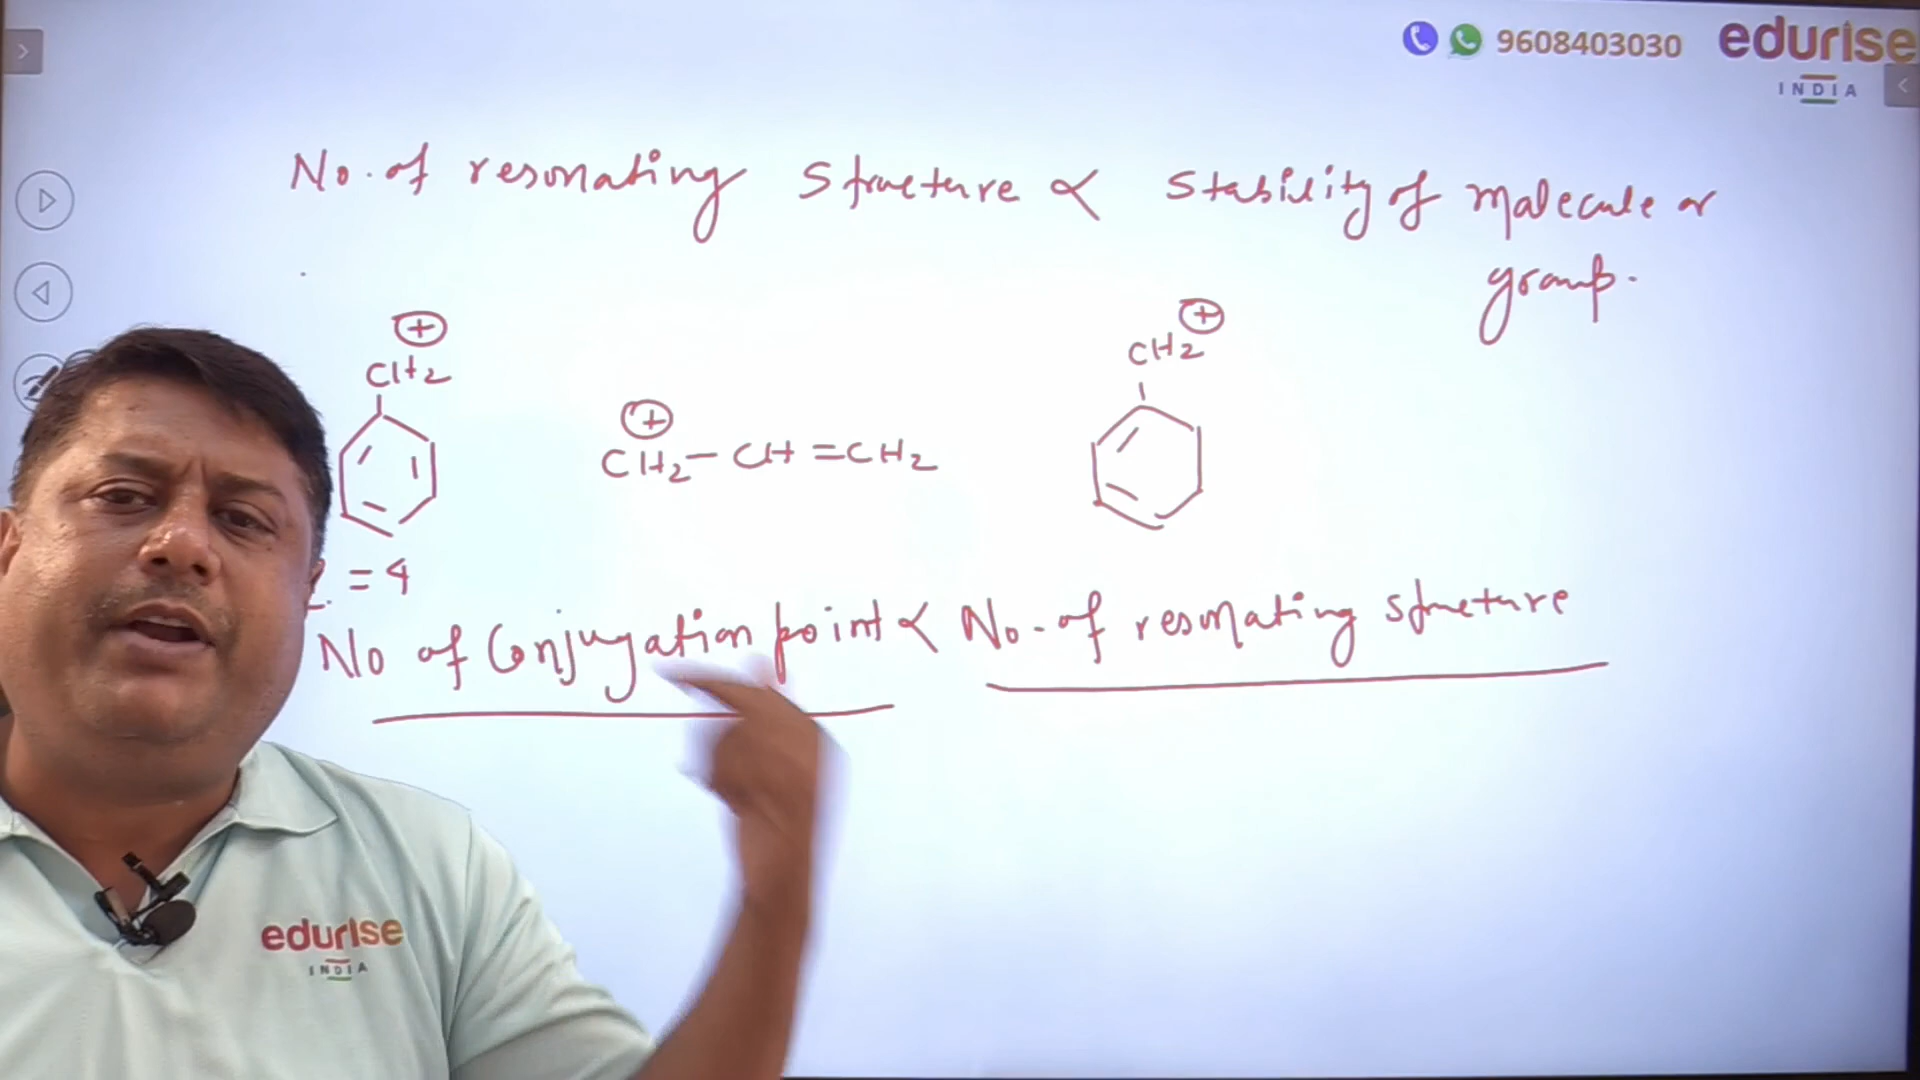 9608403030 edurise
INDIA
No. of resonating structure ∝ stability of molecule or
group.
⊕
CH2
⊕
CH2
⊕
CH2-CH=CH2
= 4
No of Conjugation point ∝ No. of resonating structure
edurise
INDIA